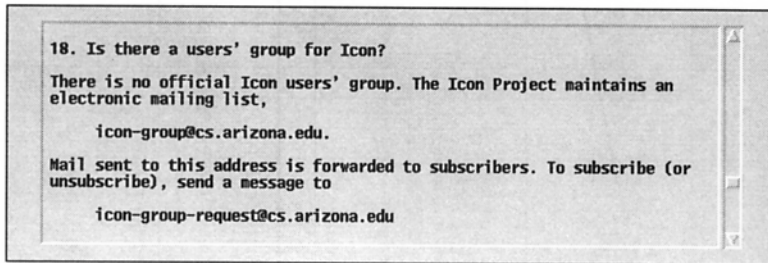 18. Is there a users' group for Icon?
There is no official Icon users' group. The Icon Project maintains an
electronic mailing list,
icon-group@cs.arizona.edu.
Mail sent to this address is forwarded to subscribers. To subscribe (or
unsubscribe), send a message to
icon-group-request@cs.arizona.edu